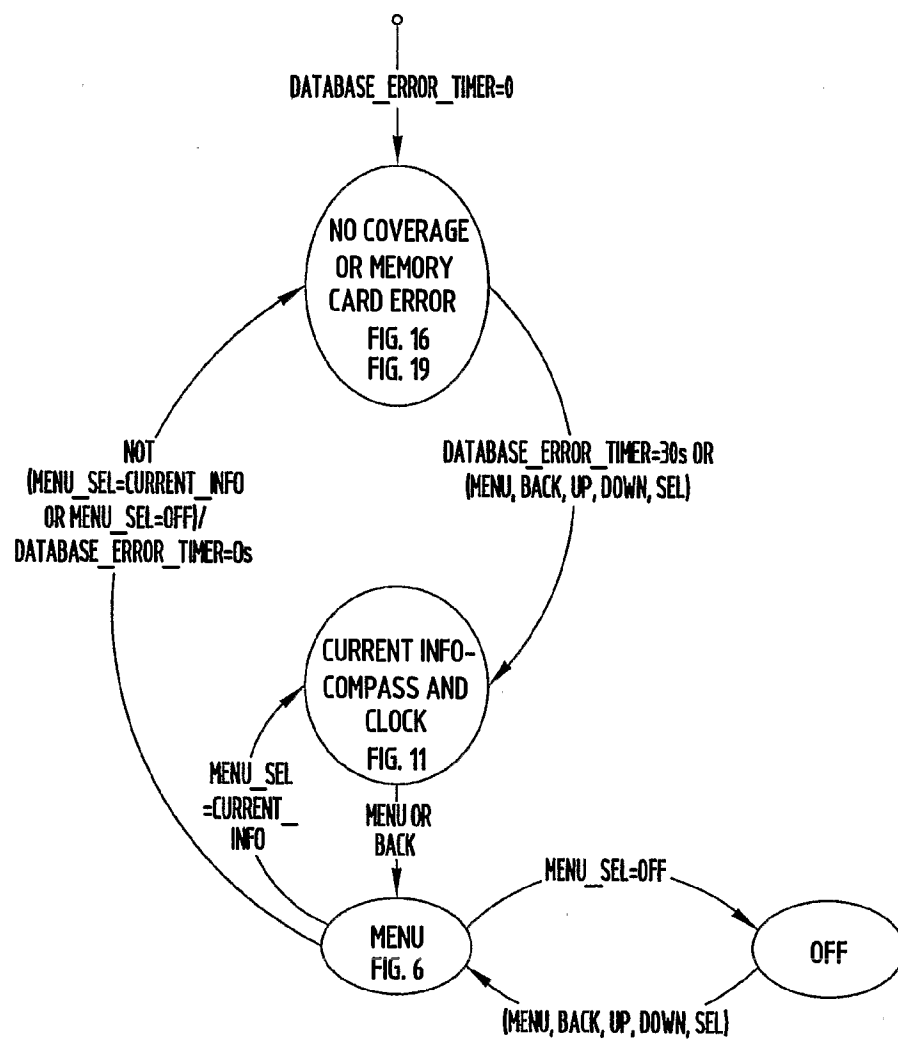 DATABASE_ERROR_TIMER=0
NO COVERAGE
OR MEMORY
CARD ERROR
FIG. 16
FIG. 19
NOT
(MENU_SEL=CURRENT_INFO
OR MENU_SEL=OFF)/
DATABASE_ERROR_TIMER=0s
DATABASE_ERROR_TIMER=30s OR
(MENU, BACK, UP, DOWN, SEL)
CURRENT INFO-
COMPASS AND
CLOCK
FIG. 11
MENU_SEL
=CURRENT_
INFO
MENU OR
BACK
MENU_SEL=OFF
MENU
FIG. 6
OFF
(MENU, BACK, UP, DOWN, SEL)